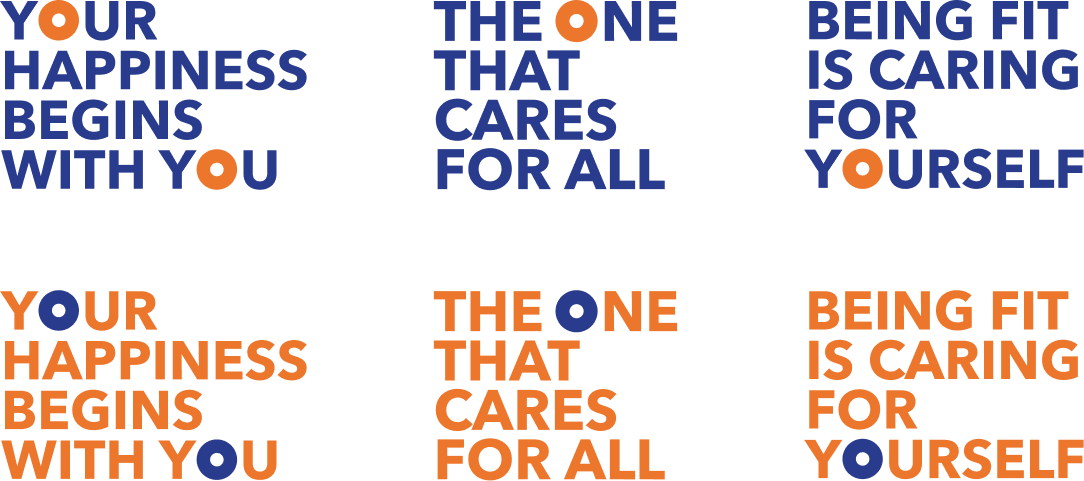 YOUR
HAPPINESS
BEGINS
WITH YOU
THE ONE
THAT
CARES
FOR ALL
BEING FIT
IS CARING
FOR
YOURSELF
YOUR
HAPPINESS
BEGINS
WITH YOU
THE ONE
THAT
CARES
FOR ALL
BEING FIT
IS CARING
FOR
YOURSELF